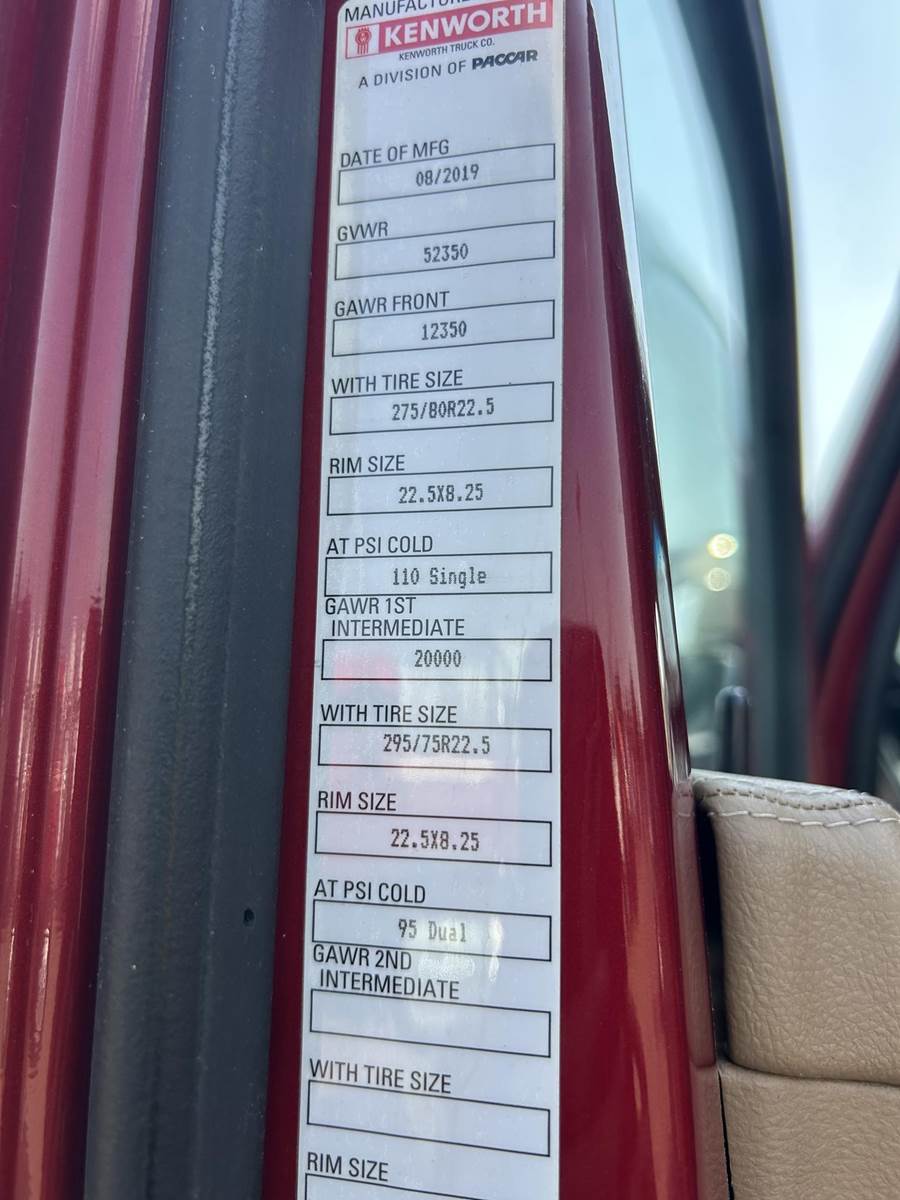 KENWORTH
KENWORTH TRUCK CO.
A DIVISION OF PACCAR
DATE OF MFG
08/2019
GVWR
52350
GAWR FRONT
12350
WITH TIRE SIZE
275/80R22.5
RIM SIZE
22.5X8.25
AT PSI COLD
110 Single
GAWR 1ST
INTERMEDIATE
20000
WITH TIRE SIZE
295/75R22.5
RIM SIZE
22.5X8.25
AT PSI COLD
95 Dual
GAWR 2ND
INTERMEDIATE
WITH TIRE SIZE
RIM SIZE